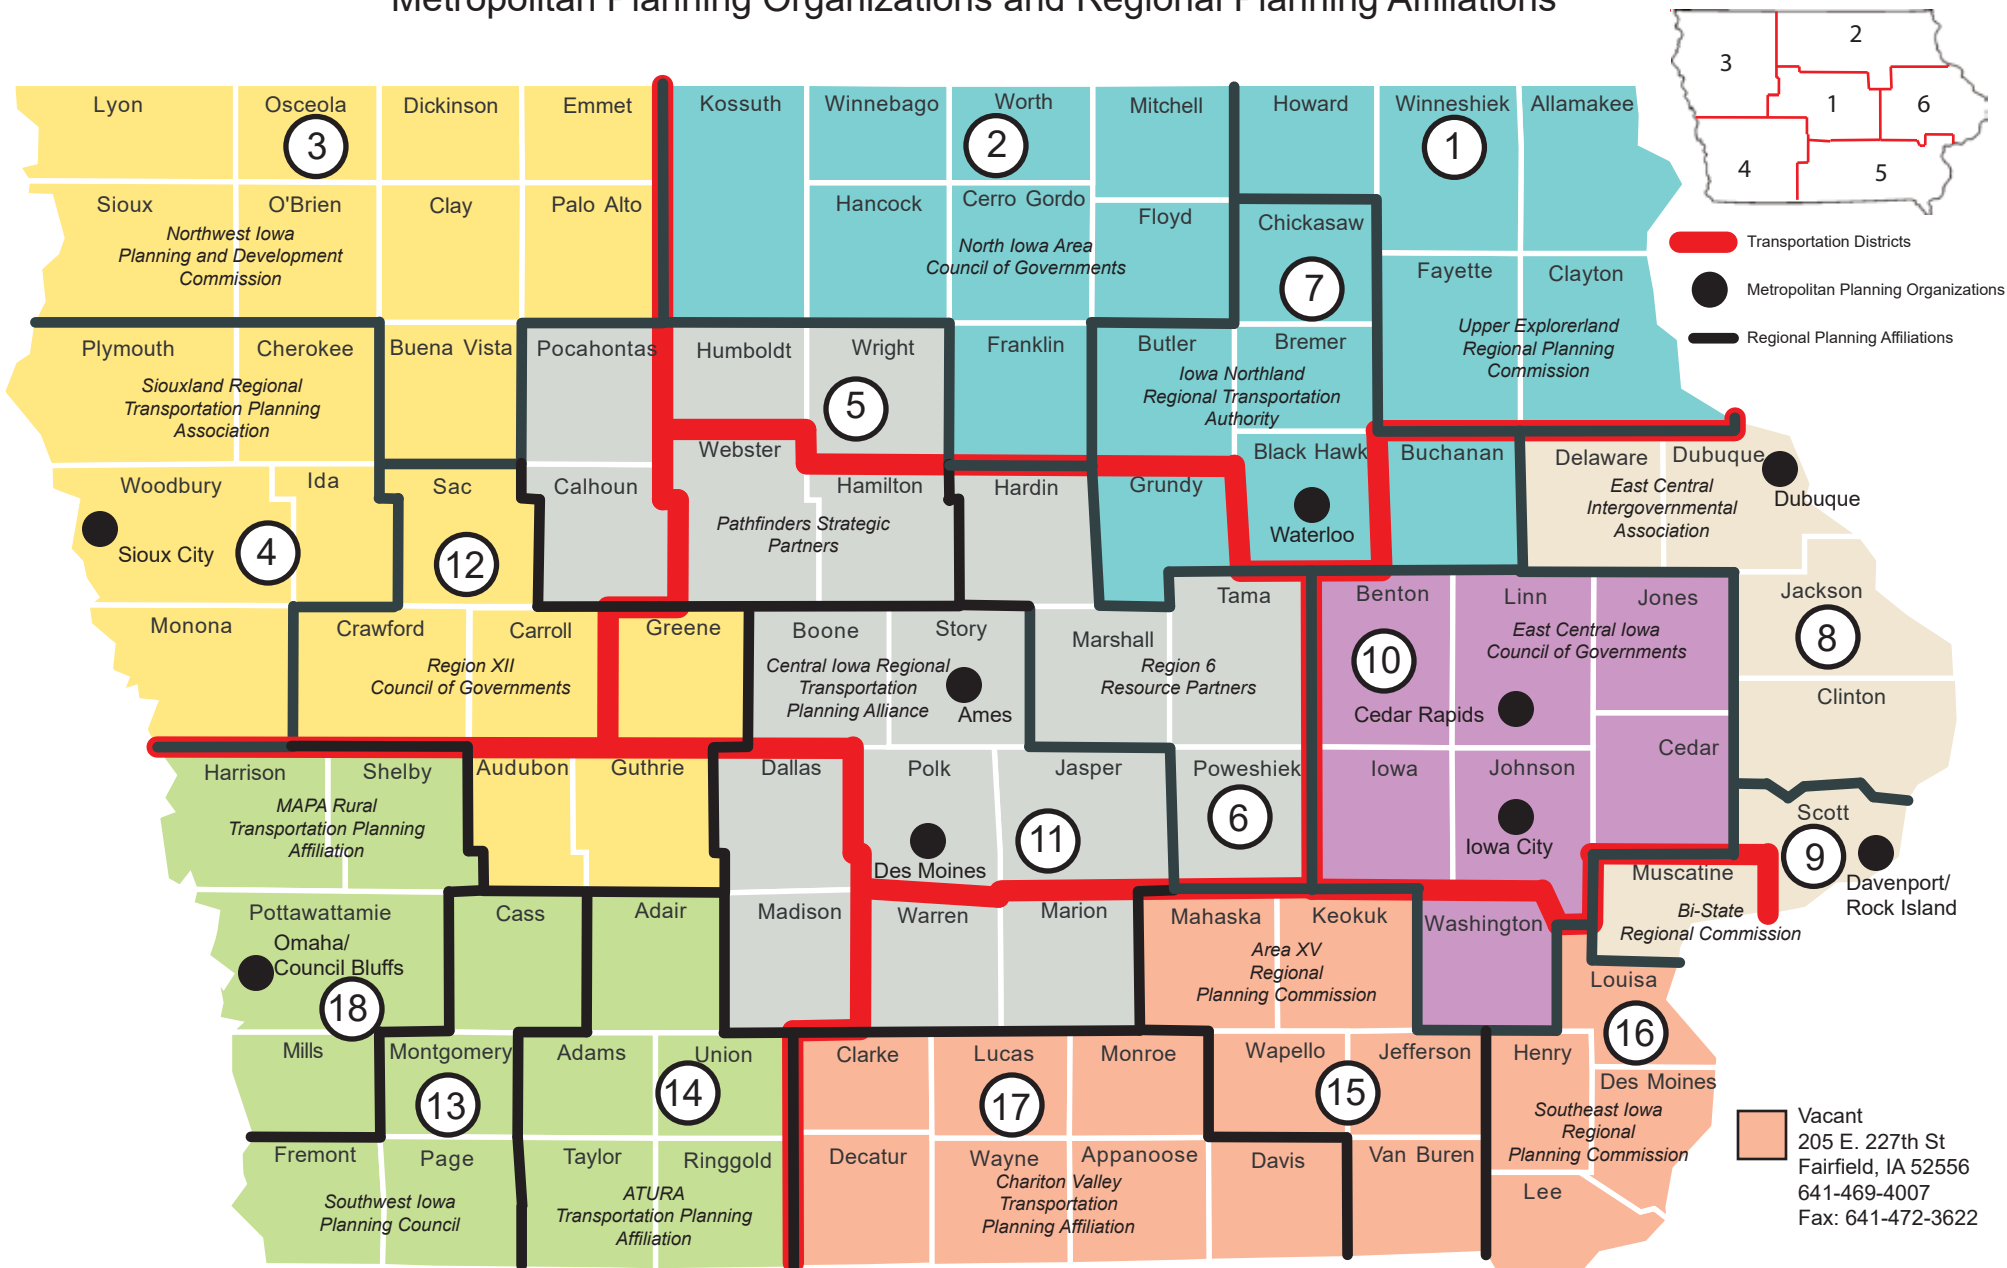 Metropolitan Planning Organizations and Regional Planning Affiliations
2
3
1
6
4
5
Transportation Districts
Metropolitan Planning Organizations
Regional Planning Affiliations
Lyon
Osceola
Dickinson
Emmet
Kossuth
Winnebago
Worth
Mitchell
Howard
Winneshiek
Allamakee
3
2
1
Sioux
O'Brien
Clay
Palo Alto
Hancock
Cerro Gordo
Floyd
Chickasaw
Northwest Iowa
Planning and Development
Commission
North Iowa Area
Council of Governments
7
Fayette
Clayton
Upper Explorerland
Regional Planning
Commission
Plymouth
Cherokee
Buena Vista
Pocahontas
Humboldt
Wright
Franklin
Butler
Bremer
Siouxland Regional
Transportation Planning
Association
5
Iowa Northland
Regional Transportation
Authority
Webster
Black Hawk
Buchanan
Delaware
Dubuque
Dubuque
East Central
Intergovernmental
Association
Woodbury
Ida
Sac
Calhoun
Hamilton
Hardin
Grundy
Sioux City
4
12
Pathfinders Strategic
Partners
Waterloo
Monona
Crawford
Carroll
Greene
Boone
Story
Marshall
Tama
Benton
Linn
Jones
Jackson
8
Region XII
Council of Governments
Central Iowa Regional
Transportation
Planning Alliance
Ames
Region 6
Resource Partners
10
East Central Iowa
Council of Governments
Cedar Rapids
Clinton
Cedar
Harrison
Shelby
Audubon
Guthrie
Dallas
Polk
Jasper
Poweshiek
Iowa
Johnson
MAPA Rural
Transportation Planning
Affiliation
Des Moines
11
6
Iowa City
Scott
9
Davenport/
Rock Island
Muscatine
Bi-State
Regional Commission
Pottawattamie
Omaha/
Council Bluffs
18
Cass
Adair
Madison
Warren
Marion
Mahaska
Keokuk
Washington
Area XV
Regional
Planning Commission
Louisa
16
Mills
Montgomery
Adams
Union
Clarke
Lucas
Monroe
Wapello
Jefferson
Henry
Des Moines
13
14
17
15
Southeast Iowa
Regional
Planning Commission
Fremont
Page
Taylor
Ringgold
Decatur
Wayne
Appanoose
Davis
Van Buren
Lee
Southwest Iowa
Planning Council
ATURA
Transportation Planning
Affiliation
Chariton Valley
Transportation
Planning Affiliation
Vacant
205 E. 227th St
Fairfield, IA 52556
641-469-4007
Fax: 641-472-3622